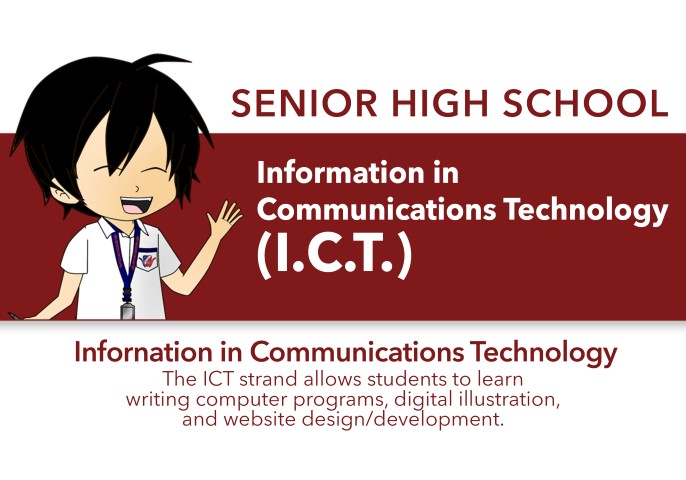 SENIOR HIGH SCHOOL
Information in
Communications Technology
(I.C.T.)
Infornation in Communications Technology
The ICT strand allows students to learn
writing computer programs, digital illustration,
and website design/development.